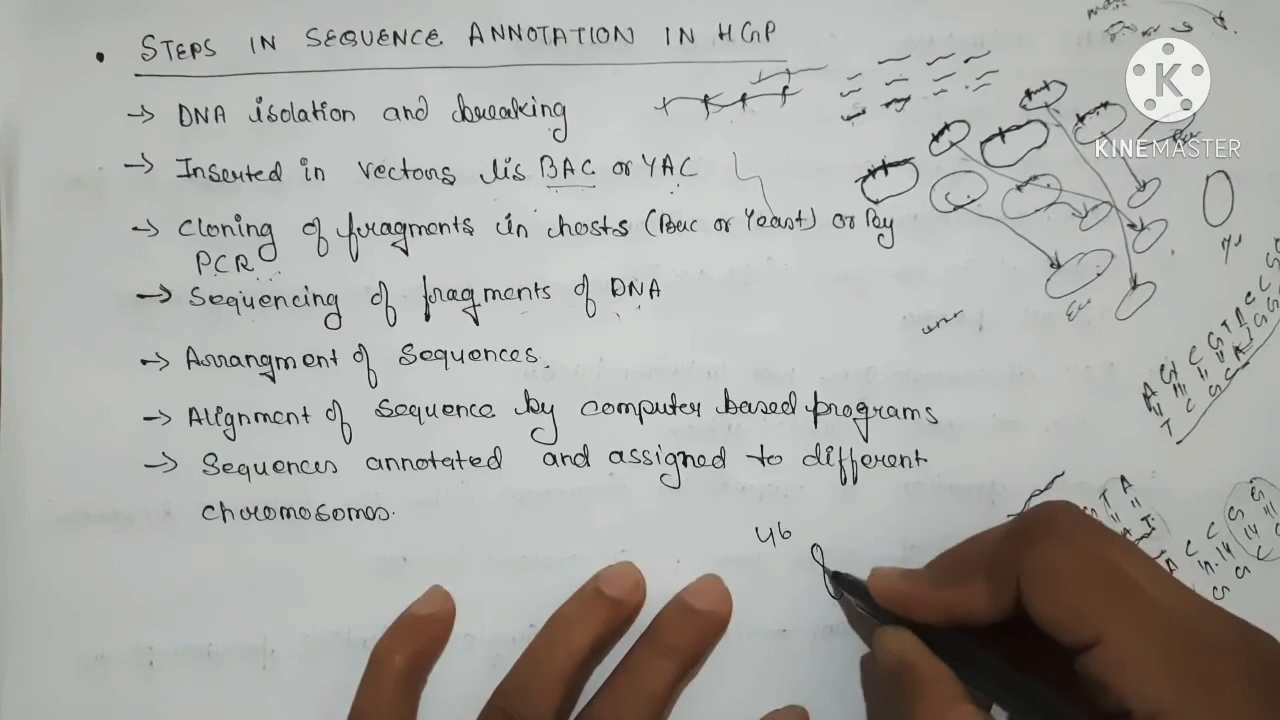 • STEPS IN SEQUENCE ANNOTATION IN HGP
→ DNA isolation and breaking
→ Inserted in vectors lis BAC or YAC
→ Cloning of fragments in hosts (Bac or Yeast) or By
PCR
→ Sequencing of fragments of DNA
→ Arrangment of sequences.
→ Alignment of sequence by computer based programs
→ Sequences annotated and assigned to different
chromosomes.
46
K
KINEMASTER